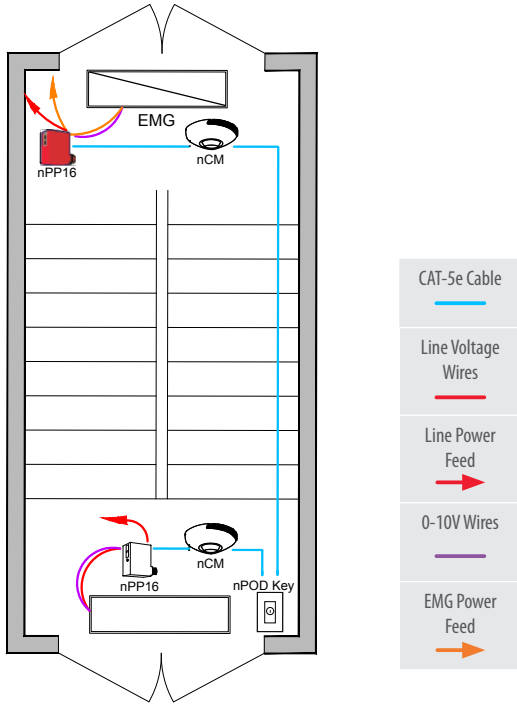 EMG
nCM
nPP16
nCM
nPP16
nPOD Key
CAT-5e Cable
Line Voltage
Wires
Line Power
Feed
0-10V Wires
EMG Power
Feed